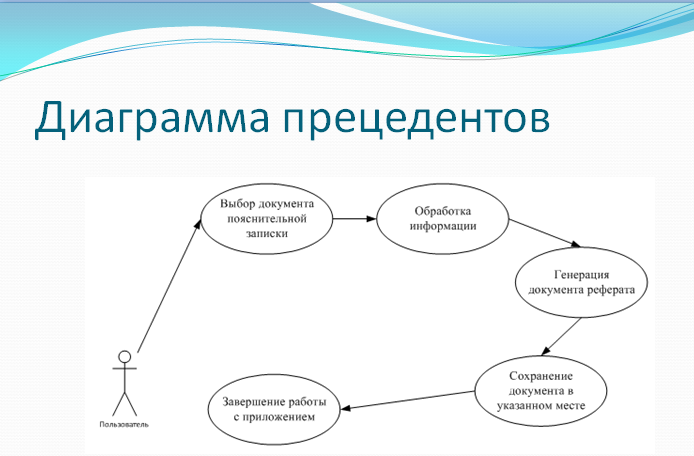 Диаграмма прецедентов
Выбор документа
пояснительной
записки
Обработка
информации
Генерация
документа реферата
Сохранение
документа в
указанном месте
Завершение работы
с приложением
Пользователь